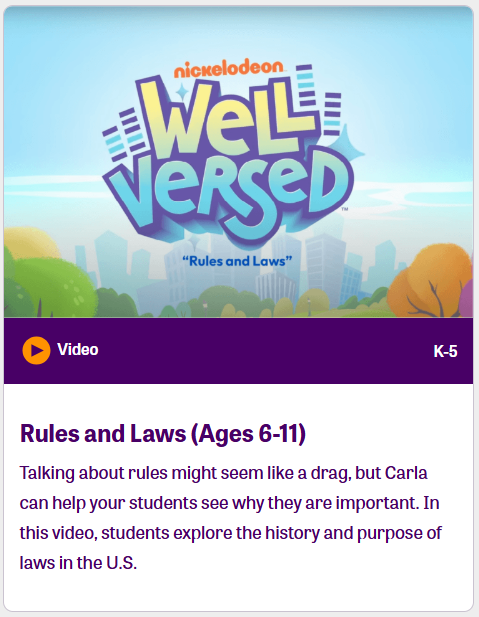 nickelodeon
WELL
VERSED
™
“Rules and Laws”
Video
K-5
Rules and Laws (Ages 6-11)
Talking about rules might seem like a drag, but Carla
can help your students see why they are important. In
this video, students explore the history and purpose of
laws in the U.S.